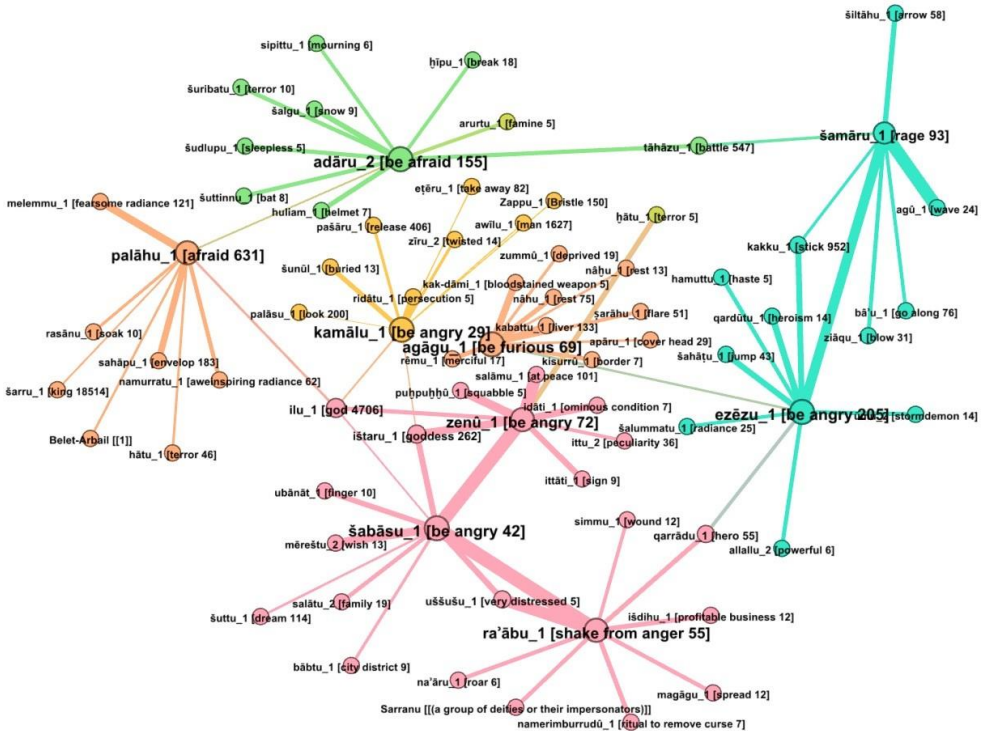 šiltāhu_1 [arrow 58]
sipittu_1 [mourning 6]
ḫīpu_1 [break 18]
šuribatu_1 [terror 10]
šalgu_1 [snow 9]
arurtu_1 [famine 5]
šamāru_1 [rage 93]
šudlupu_1 [sleepless 5]
tāhāzu_1 [battle 547]
adāru_2 [be afraid 155]
eṭēru_1 [take away 82]
šuttinnu_1 [bat 8]
Zappu_1 [Bristle 150]
melemmu_1 [fearsome radiance 121]
huliam_1 [helmet 7]
agû_1 [wave 24]
ḫātu_1 [terror 5]
pašāru_1 [release 406]
awīlu_1 [man 1627]
zīru_2 [twisted 14]
kakku_1 [stick 952]
palāhu_1 [afraid 631]
zummû_1 [deprived 19]
šunūl_1 [buried 13]
nâḫu_1 [rest 13]
hamuttu_1 [haste 5]
kak-dāmi_1 [bloodstained weapon 5]
ridâtu_1 [persecution 5]
nâhu_1 [rest 75]
palāsu_1 [look 200]
ṣarāhu_1 [flare 51]
bâ'u_1 [go along 76]
qardūtu_1 [heroism 14]
kabattu_1 [liver 133]
kamālu_1 [be angry 29]
rasānu_1 [soak 10]
ziāqu_1 [blow 31]
apāru_1 [cover head 29]
agāgu_1 [be furious 69]
šahāṭu_1 [jump 43]
sahāpu_1 [envelop 183]
rēmu_1 [merciful 17]
kisurrû_1 [border 7]
salāmu_1 [at peace 101]
namurratu_1 [aweinspiring radiance 62]
šarru_1 [king 18514]
puḫpuḫḫû_1 [squabble 5]
ilu_1 [god 4706]
idāti_1 [ominous condition 7]
ezēzu_1 [be angry 205]
[stormdemon 14]
zenû_1 [be angry 72]
šalummatu_1 [radiance 25]
Belet-Arbail [[1]]
ištaru_1 [goddess 262]
ittu_2 [peculiarity 36]
hātu_1 [terror 46]
ittāti_1 [sign 9]
ubānāt_1 [finger 10]
simmu_1 [wound 12]
šabāsu_1 [be angry 42]
qarrādu_1 [hero 55]
mēreštu_2 [wish 13]
allallu_2 [powerful 6]
salātu_2 [family 19]
uššušu_1 [very distressed 5]
šuttu_1 [dream 114]
išdihu_1 [profitable business 12]
raʾābu_1 [shake from anger 55]
bābtu_1 [city district 9]
naʾāru_1 [roar 6]
magāgu_1 [spread 12]
Sarranu [[(a group of deities or their impersonators)]]
namerimburrudû_1 [ritual to remove curse 7]